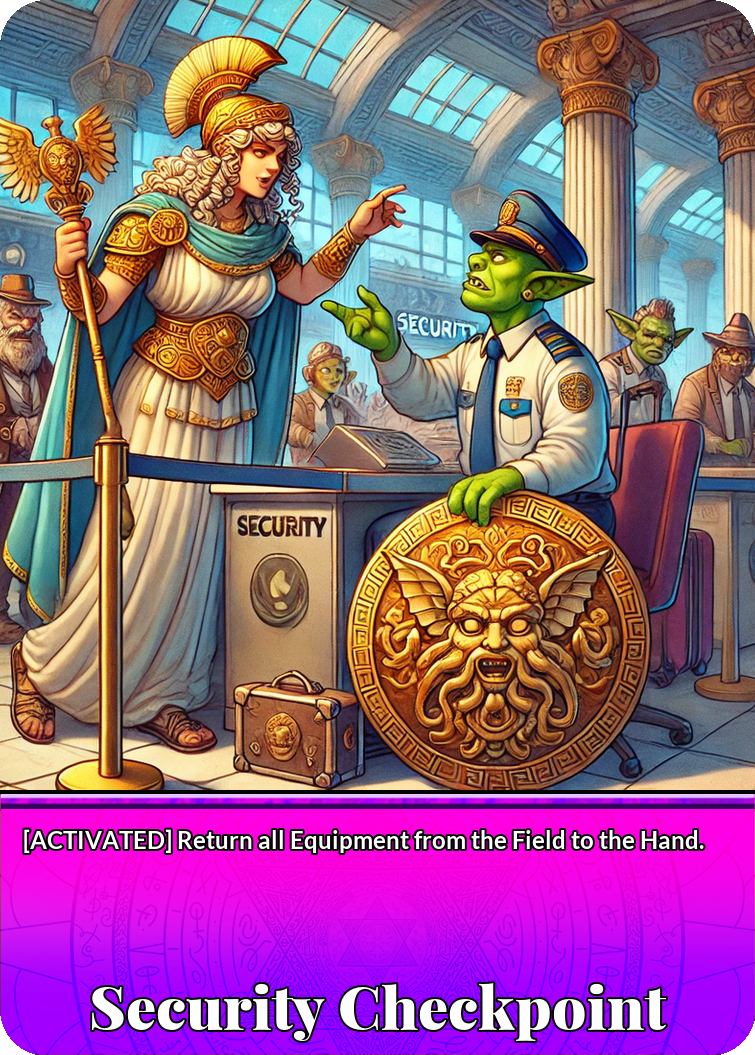 SECURITY
SECURITY
[ACTIVATED] Return all Equipment from the Field to the Hand.
Security Checkpoint